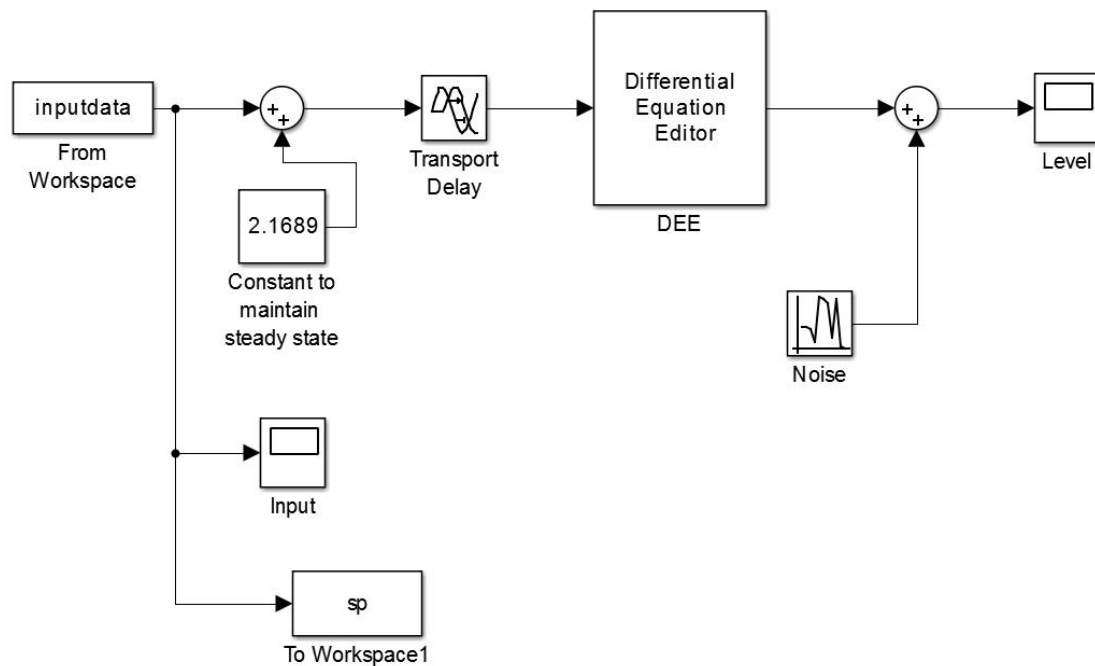 inputdata
From
Workspace
+
+
2.1689
Constant to
maintain
steady state
Transport
Delay
Differential
Equation
Editor
DEE
+
+
Noise
Level
Input
sp
To Workspace1